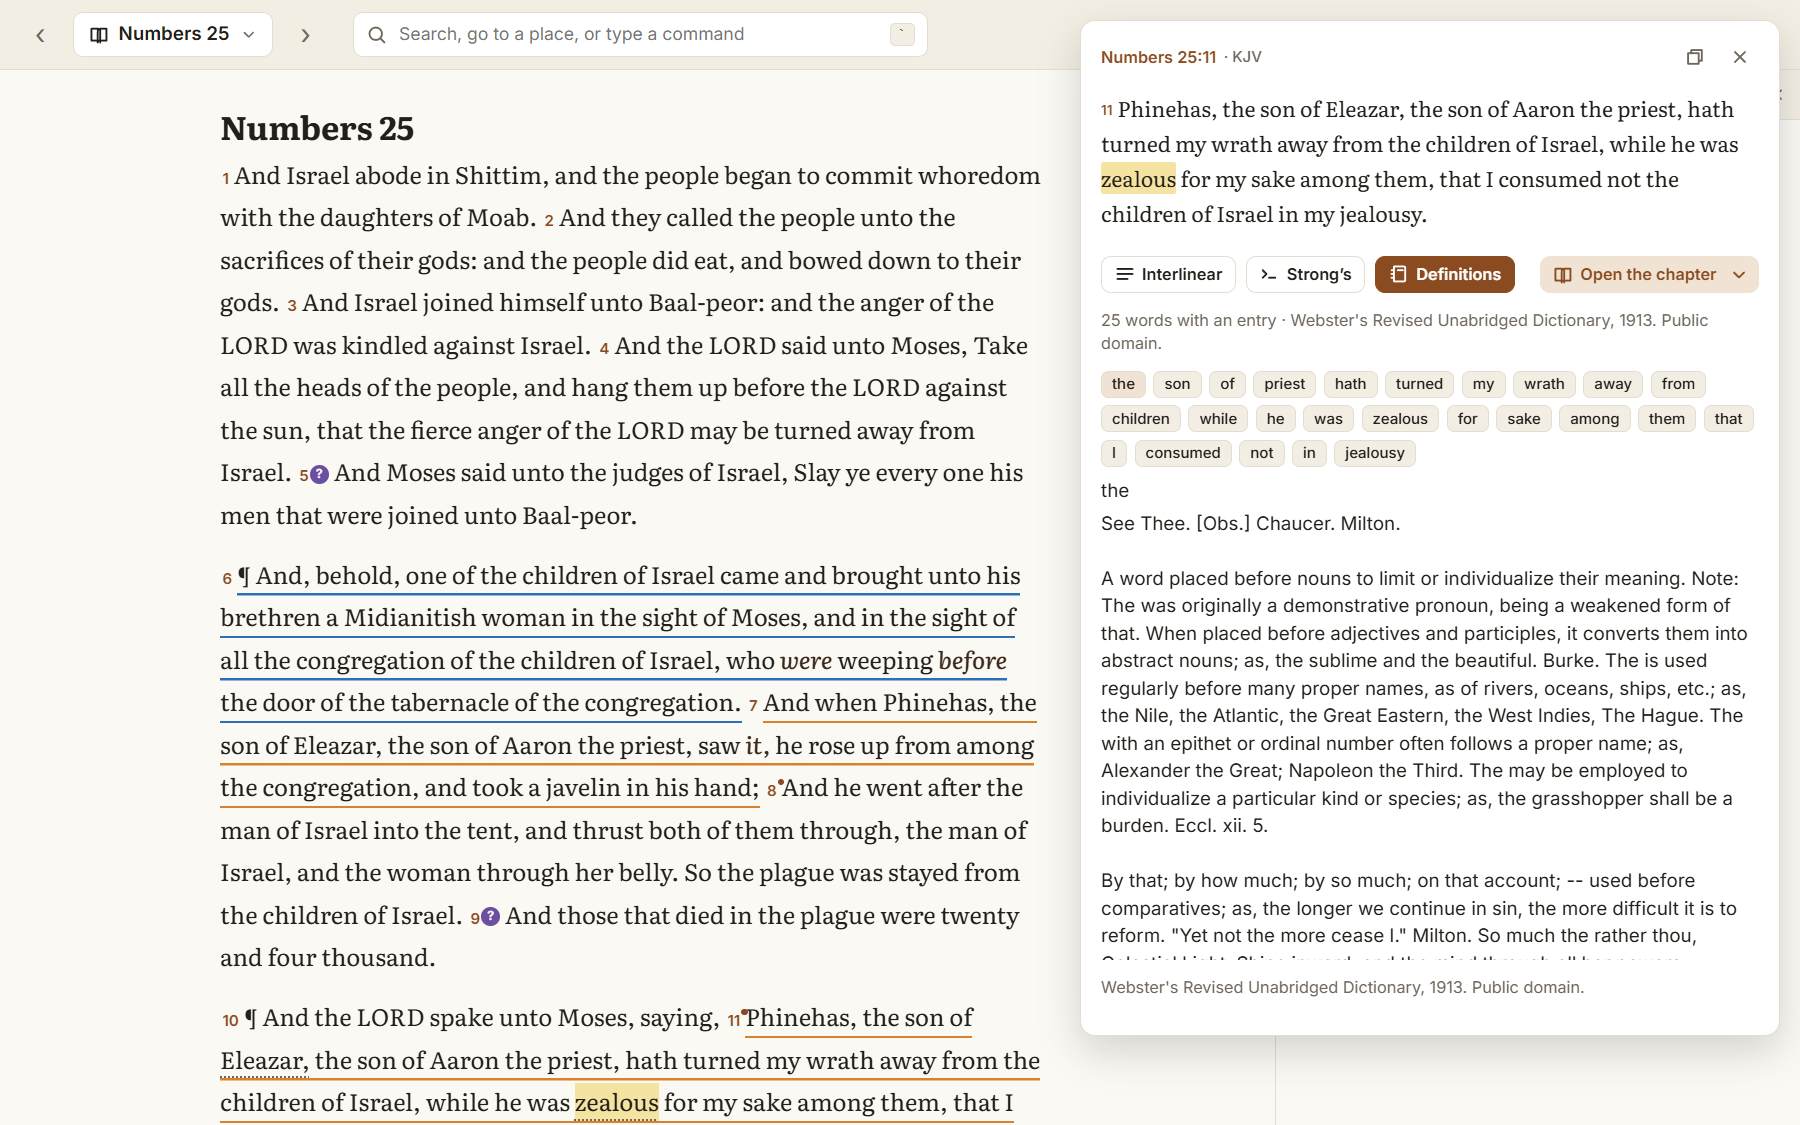 Numbers 25
Search, go to a place, or type a command
`
Numbers 25
1 And Israel abode in Shittim, and the people began to commit whoredom
with the daughters of Moab. 2 And they called the people unto the
sacrifices of their gods: and the people did eat, and bowed down to their
gods. 3 And Israel joined himself unto Baal-peor: and the anger of the
LORD was kindled against Israel. 4 And the LORD said unto Moses, Take
all the heads of the people, and hang them up before the LORD against
the sun, that the fierce anger of the LORD may be turned away from
Israel. 5 ? And Moses said unto the judges of Israel, Slay ye every one his
men that were joined unto Baal-peor.
6 ¶ And, behold, one of the children of Israel came and brought unto his
brethren a Midianitish woman in the sight of Moses, and in the sight of
all the congregation of the children of Israel, who were weeping before
the door of the tabernacle of the congregation. 7 And when Phinehas, the
son of Eleazar, the son of Aaron the priest, saw it, he rose up from among
the congregation, and took a javelin in his hand; 8 And he went after the
man of Israel into the tent, and thrust both of them through, the man of
Israel, and the woman through her belly. So the plague was stayed from
the children of Israel. 9 ? And those that died in the plague were twenty
and four thousand.
10 ¶ And the LORD spake unto Moses, saying, 11 Phinehas, the son of
Eleazar, the son of Aaron the priest, hath turned my wrath away from the
children of Israel, while he was zealous for my sake among them, that I
Numbers 25:11 · KJV
11 Phinehas, the son of Eleazar, the son of Aaron the priest, hath
turned my wrath away from the children of Israel, while he was
zealous for my sake among them, that I consumed not the
children of Israel in my jealousy.
Interlinear Strong’s Definitions Open the chapter
25 words with an entry · Webster's Revised Unabridged Dictionary, 1913. Public
domain.
the son of priest hath turned my wrath away from
children while he was zealous for sake among them that
I consumed not in jealousy
the
See Thee. [Obs.] Chaucer. Milton.
A word placed before nouns to limit or individualize their meaning. Note:
The was originally a demonstrative pronoun, being a weakened form of
that. When placed before adjectives and participles, it converts them into
abstract nouns; as, the sublime and the beautiful. Burke. The is used
regularly before many proper names, as of rivers, oceans, ships, etc.; as,
the Nile, the Atlantic, the Great Eastern, the West Indies, The Hague. The
with an epithet or ordinal number often follows a proper name; as,
Alexander the Great; Napoleon the Third. The may be employed to
individualize a particular kind or species; as, the grasshopper shall be a
burden. Eccl. xii. 5.
By that; by how much; by so much; on that account; -- used before
comparatives; as, the longer we continue in sin, the more difficult it is to
reform. "Yet not the more cease I." Milton. So much the rather thou,
Webster's Revised Unabridged Dictionary, 1913. Public domain.